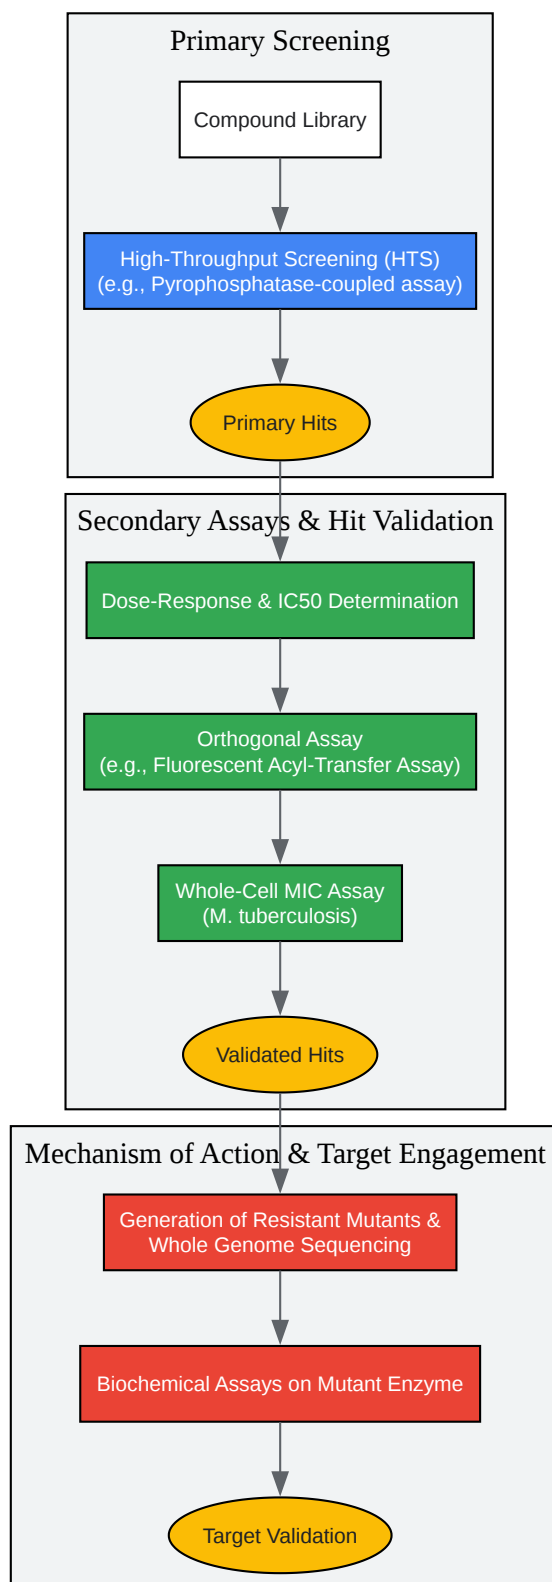 Primary Screening
Compound Library
High-Throughput Screening (HTS)
(e.g., Pyrophosphatase-coupled assay)
Primary Hits
Secondary Assays & Hit Validation
Dose-Response & IC50 Determination
Orthogonal Assay
(e.g., Fluorescent Acyl-Transfer Assay)
Whole-Cell MIC Assay
(M. tuberculosis)
Validated Hits
Mechanism of Action & Target Engagement
Generation of Resistant Mutants &
Whole Genome Sequencing
Biochemical Assays on Mutant Enzyme
Target Validation